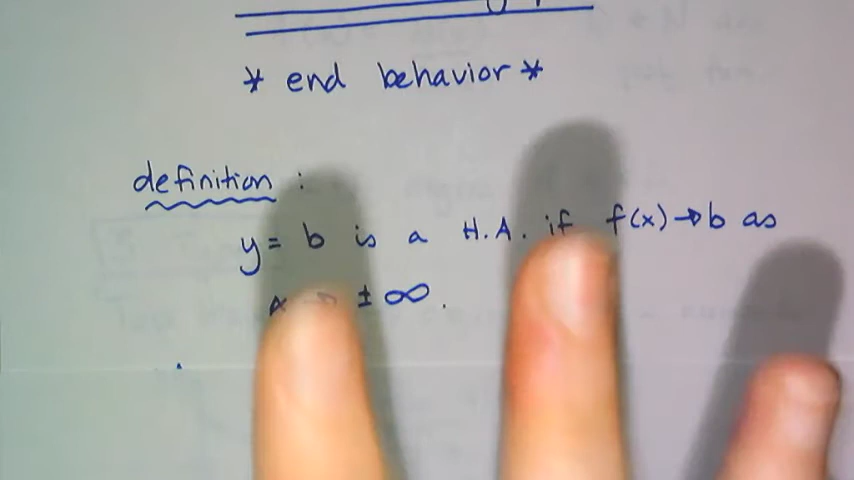 * end behavior *
definition :
y = b is a H.A. if f(x) → b as
x → ± ∞.